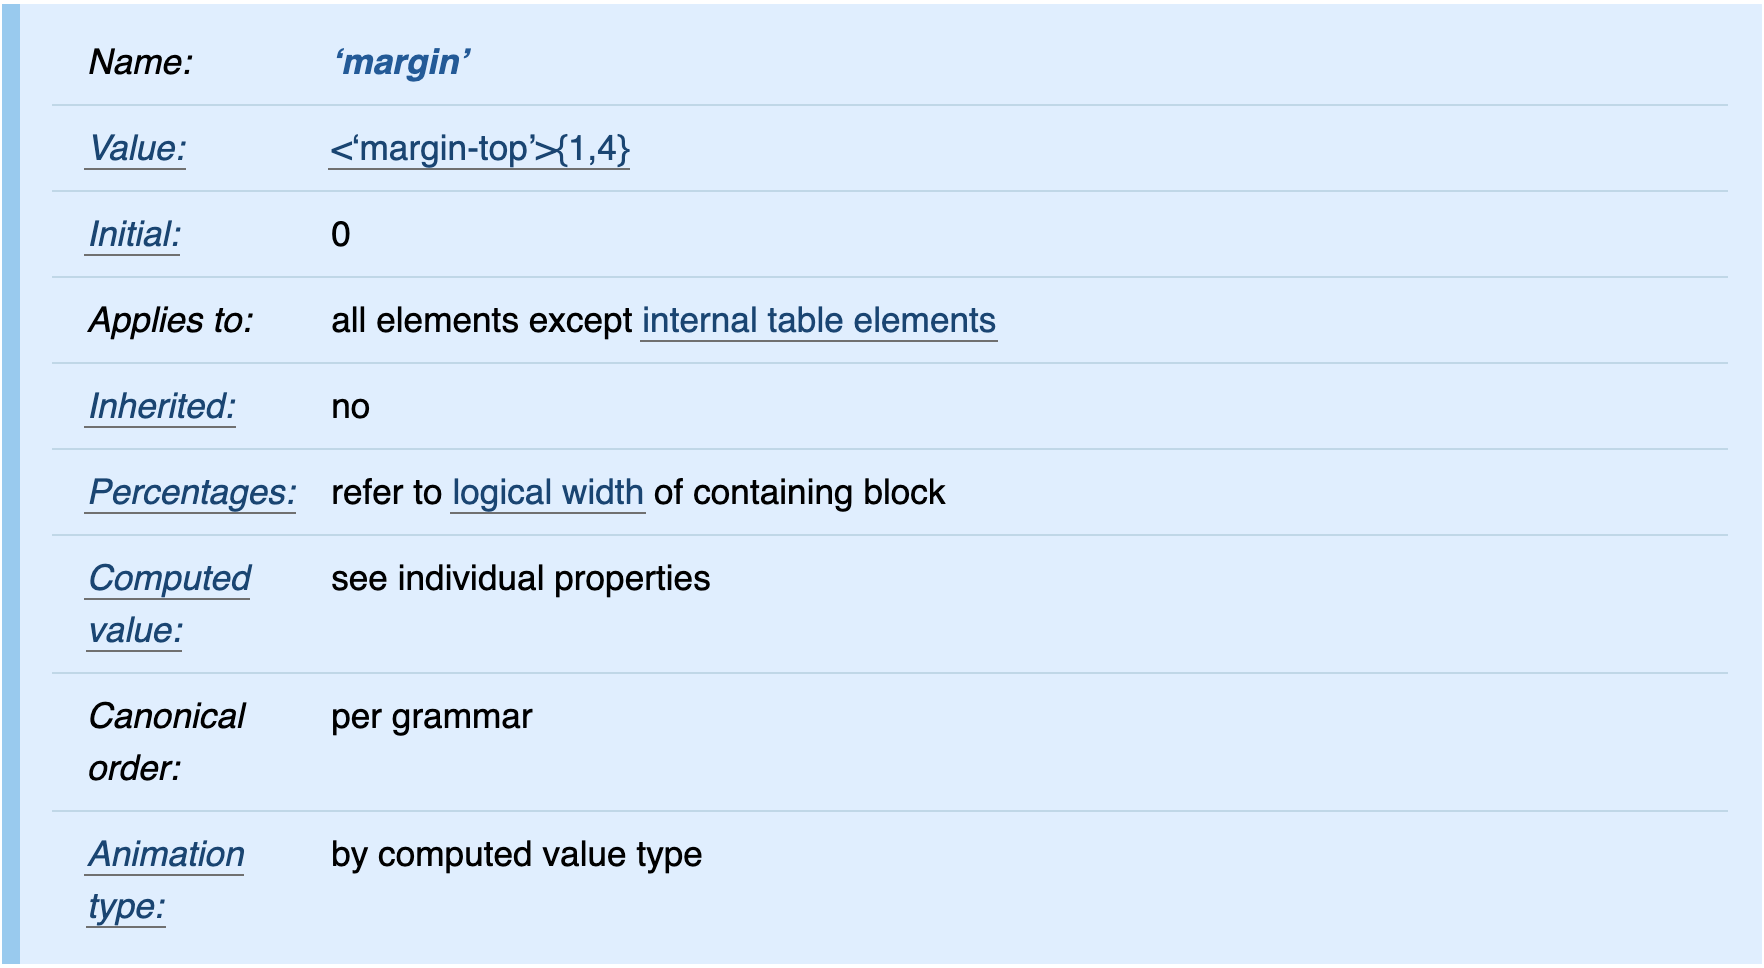 Name: ‘margin’
Value: <‘margin-top’>{1,4}
Initial: 0
Applies to: all elements except internal table elements
Inherited: no
Percentages: refer to logical width of containing block
Computed value: see individual properties
Canonical order: per grammar
Animation type: by computed value type